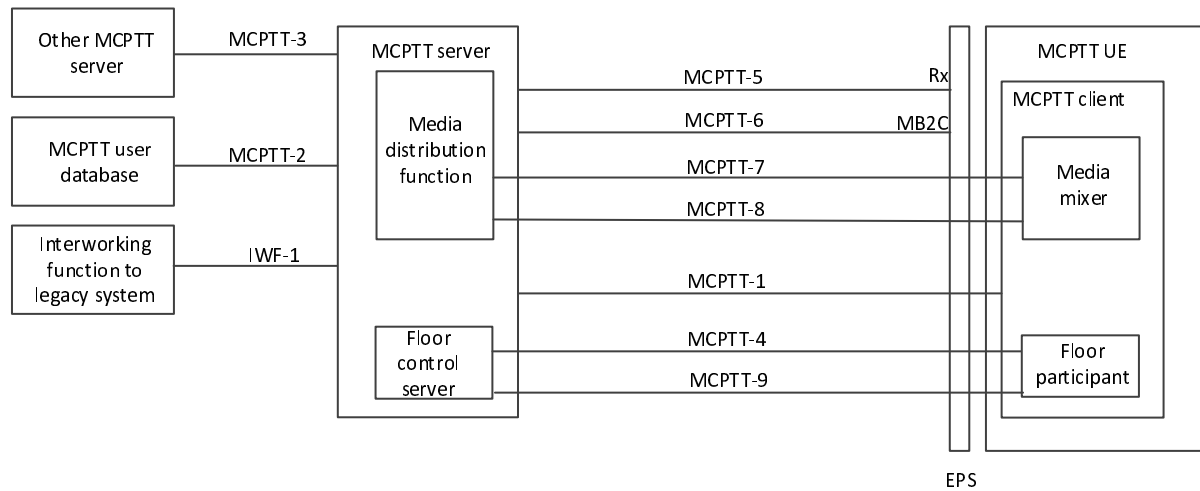 Other MCPTT
server
MCPTT-3
MCPTT user
database
MCPTT-2
Interworking
function to
legacy system
IWF-1
MCPTT server
Media
distribution
function
Floor
control
server
MCPTT-5
Rx
MCPTT-6
MB2C
MCPTT-7
MCPTT-8
MCPTT-1
MCPTT-4
MCPTT-9
EPS
MCPTT UE
MCPTT client
Media
mixer
Floor
participant